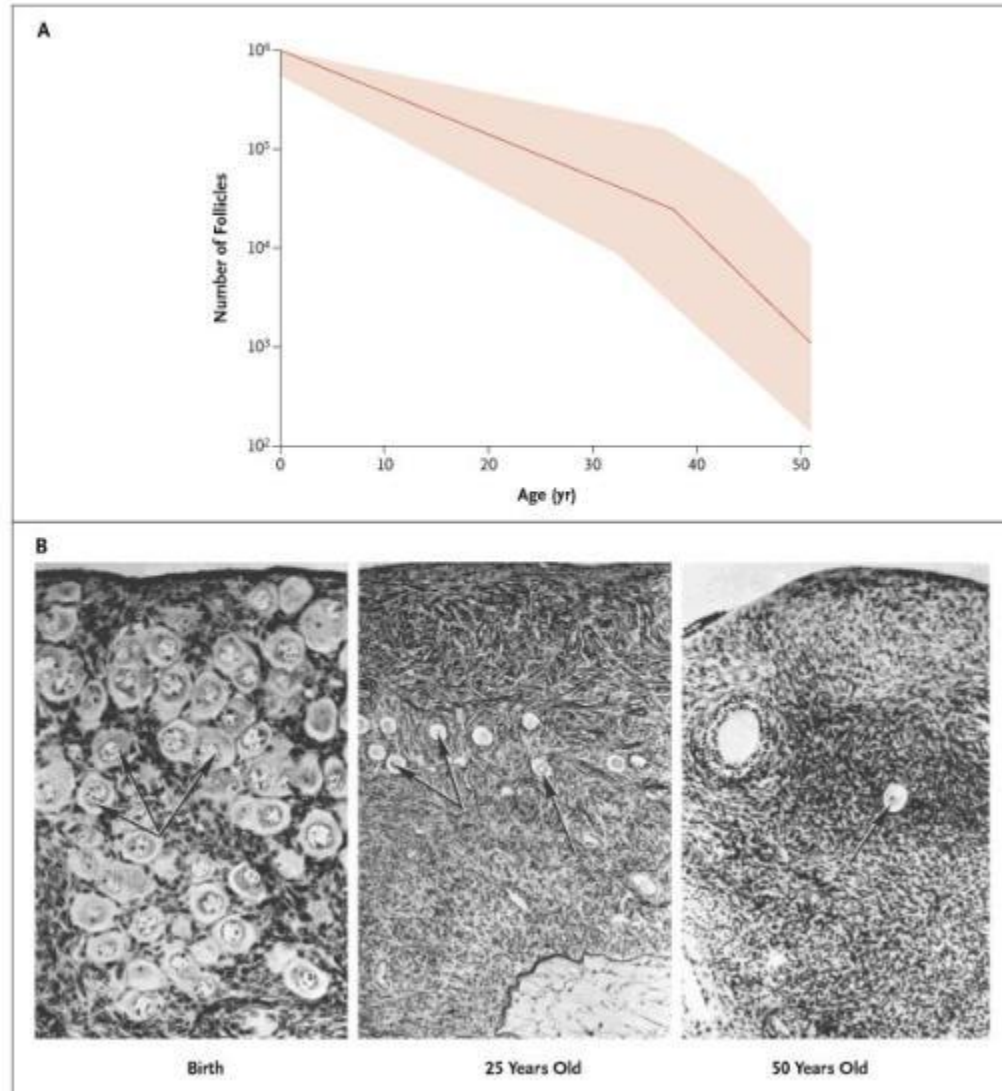 A
10⁶
10⁵
10⁴
10³
10²
Number of Follicles
0 10 20 30 40 50
Age (yr)
B
Birth 25 Years Old 50 Years Old